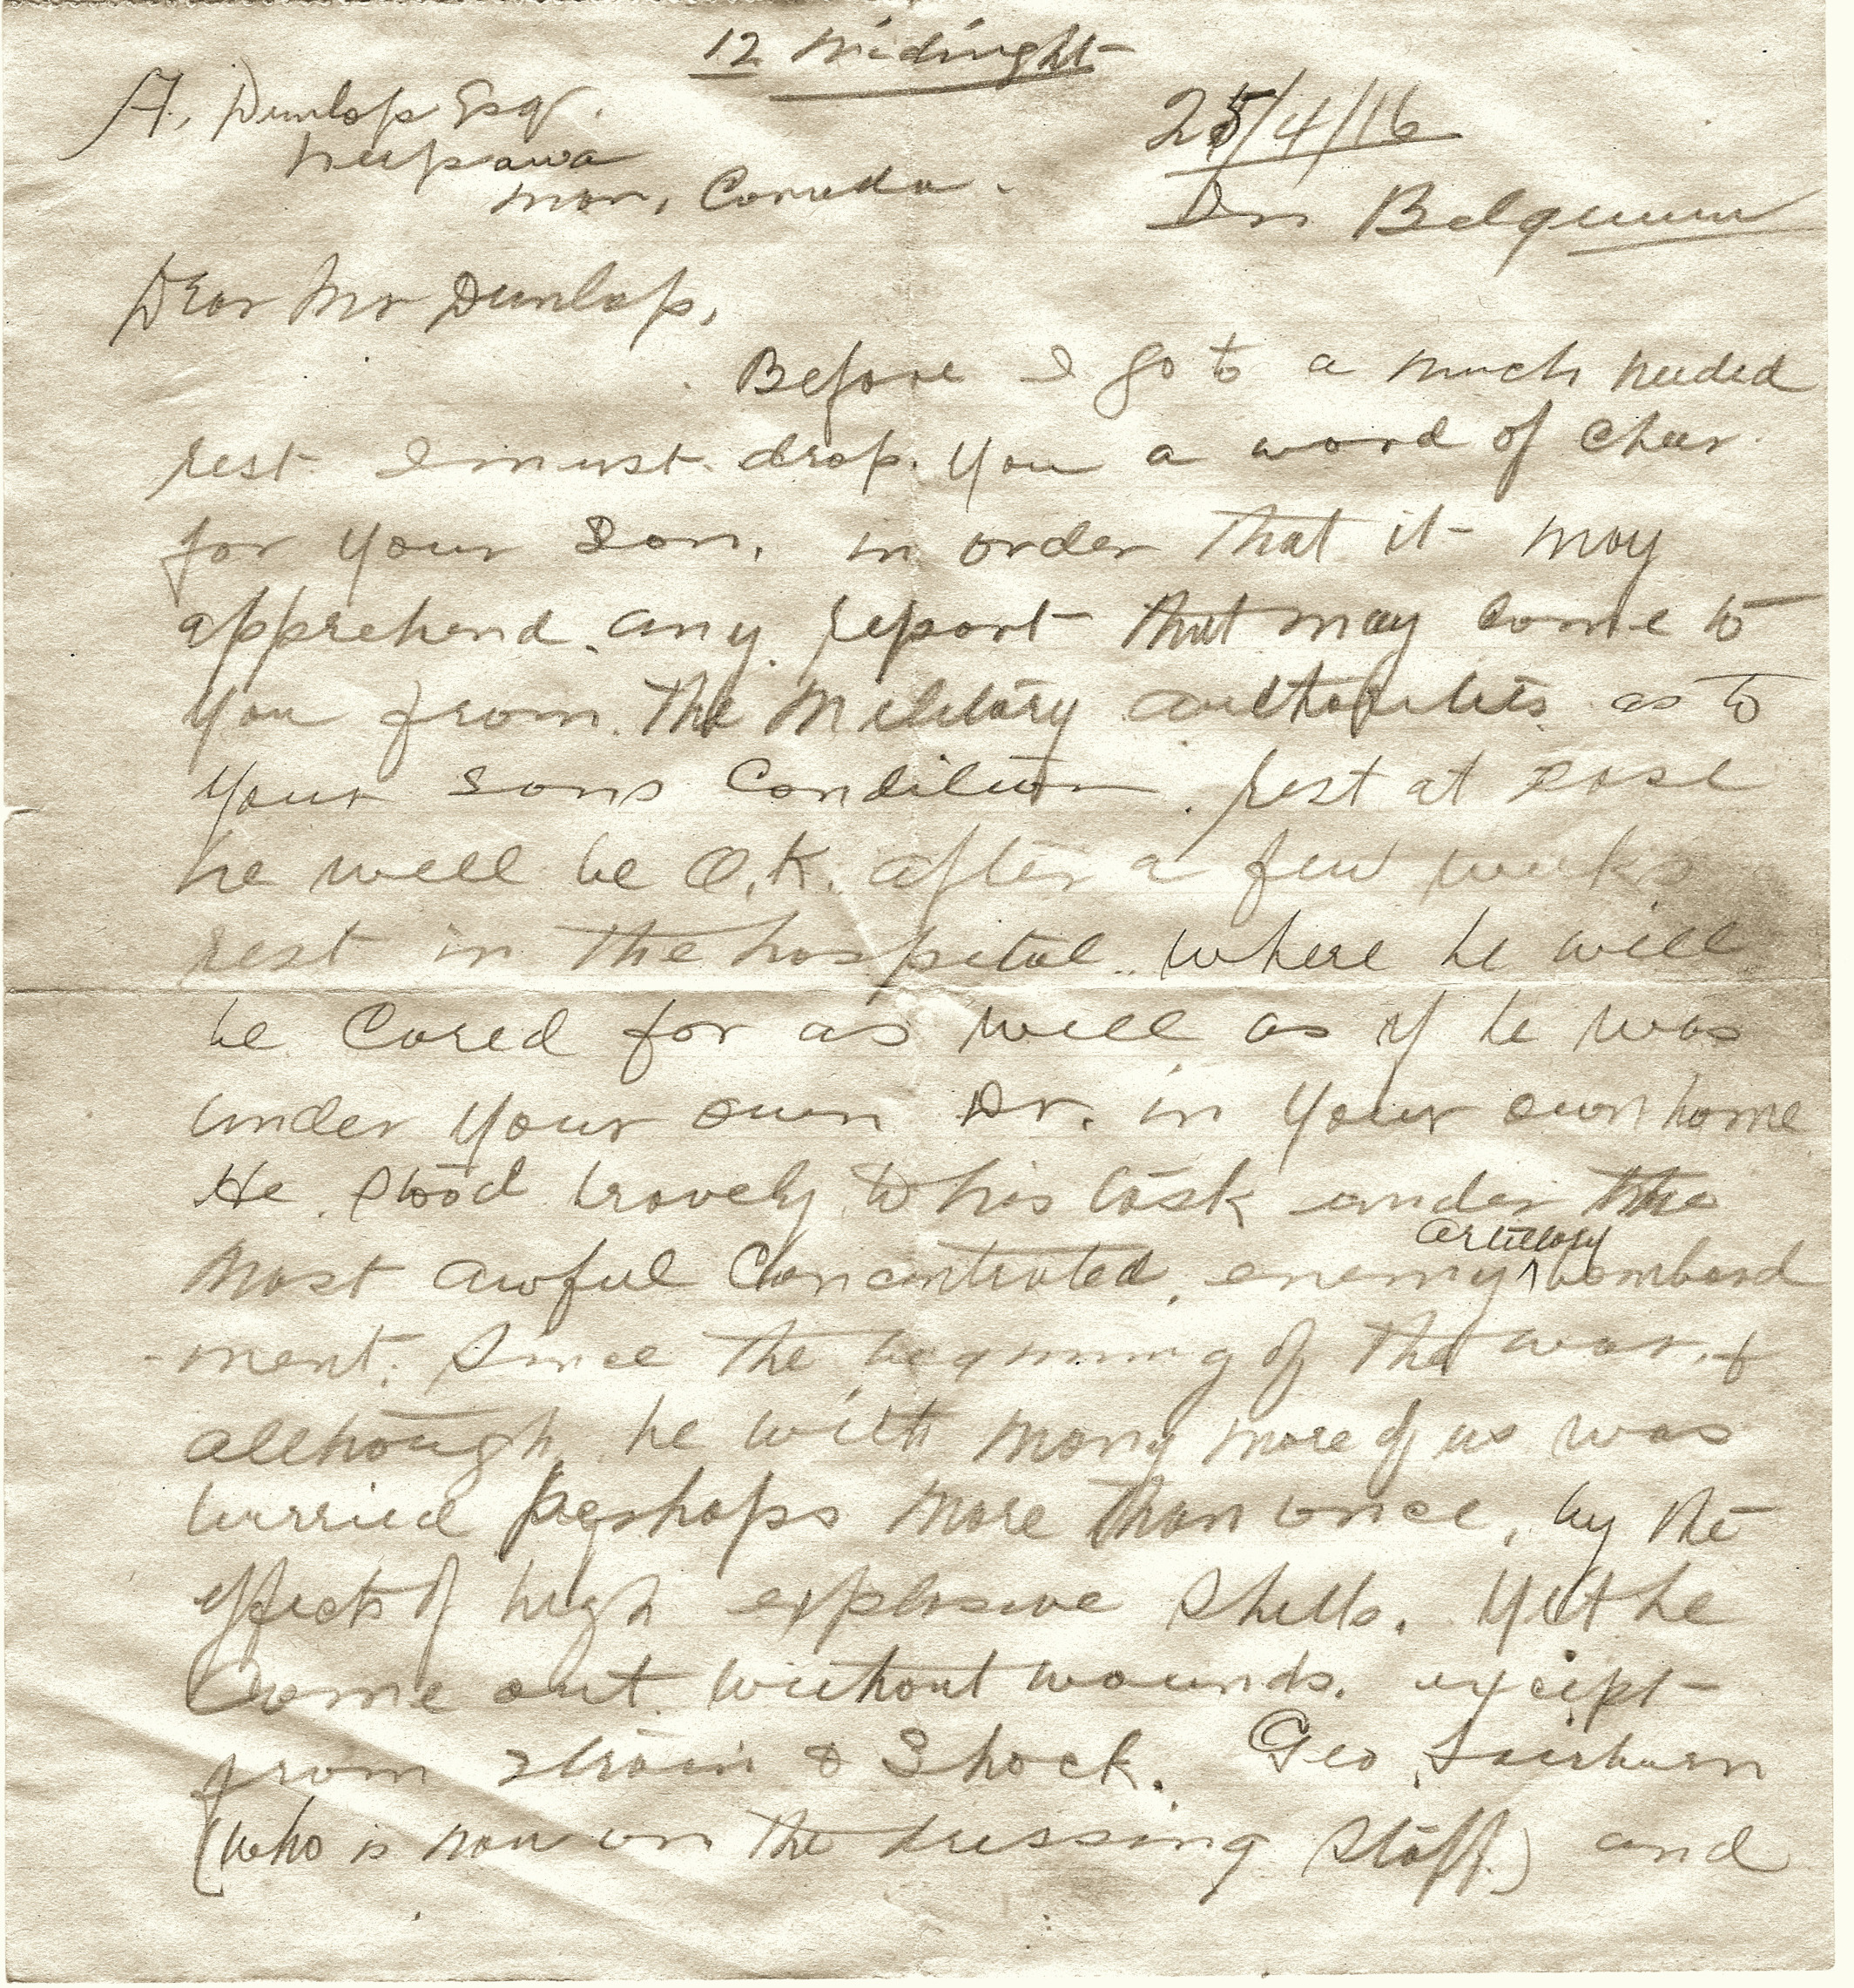 12 Midnight
A. Dunlop Esq.
Neepawa
Man, Canada.
25/4/16
In Belgium
Dear Mr Dunlop,
Before I go to a much needed
rest I must drop you a word of cheer
for your Son, in order that it may
apprehend any report that may come to
you from the Military authorities as to
your sons Condition. rest at ease
he will be O.K. after a few weeks
rest in the hospital where he will
be Cared for as well as if he was
under your own Dr. in your own home
He stood bravely to his task under the
most awful Concentrated enemy artillery bombard
-ment. Since the beginning of the war, &
although he with many more of us was
burried perhaps more than once, by the
effects of high explosive shells. Yet he
Come out without wounds. except
from strain & Shock. Geo. Fairburn
(who is now on the dressing staff) and